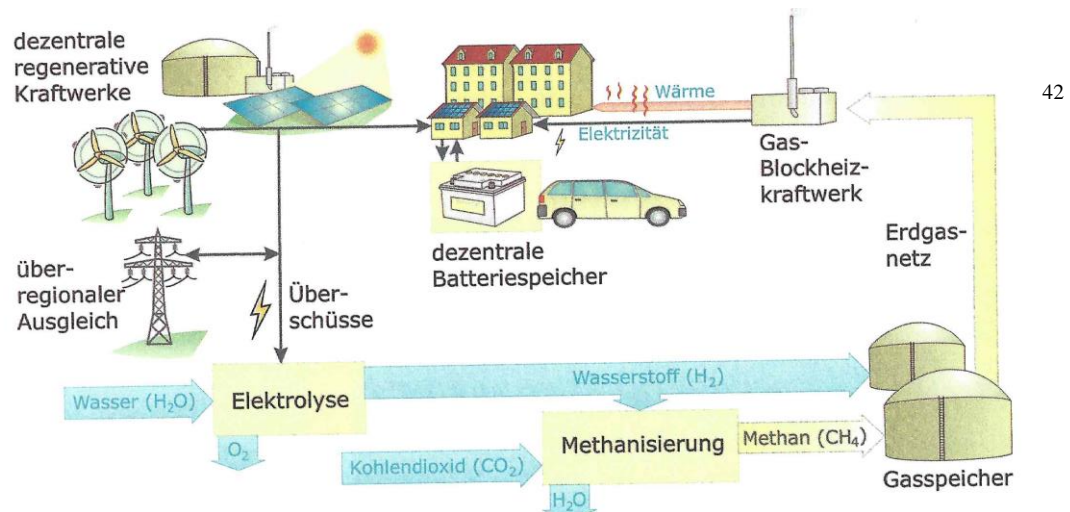 dezentrale
regenerative
Kraftwerke
Wärme
42
Elektrizität
Gas-
Blockheiz-
kraftwerk
Erdgas-
netz
dezentrale
Batteriespeicher
über-
regionaler
Ausgleich
Über-
schüsse
Wasser (H₂O)
Elektrolyse
Wasserstoff (H₂)
O₂
Kohlendioxid (CO₂)
Methanisierung
Methan (CH₄)
Gasspeicher
H₂O